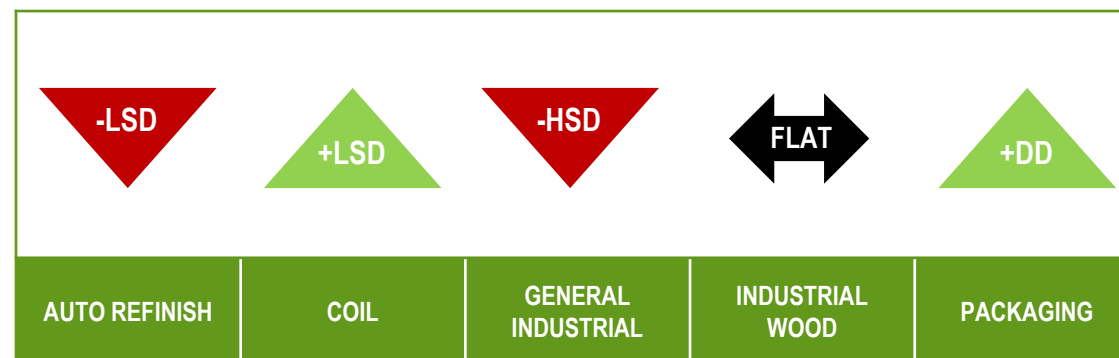 -LSD
+LSD
-HSD
FLAT
+DD
AUTO REFINISH
COIL
GENERAL
INDUSTRIAL
INDUSTRIAL
WOOD
PACKAGING